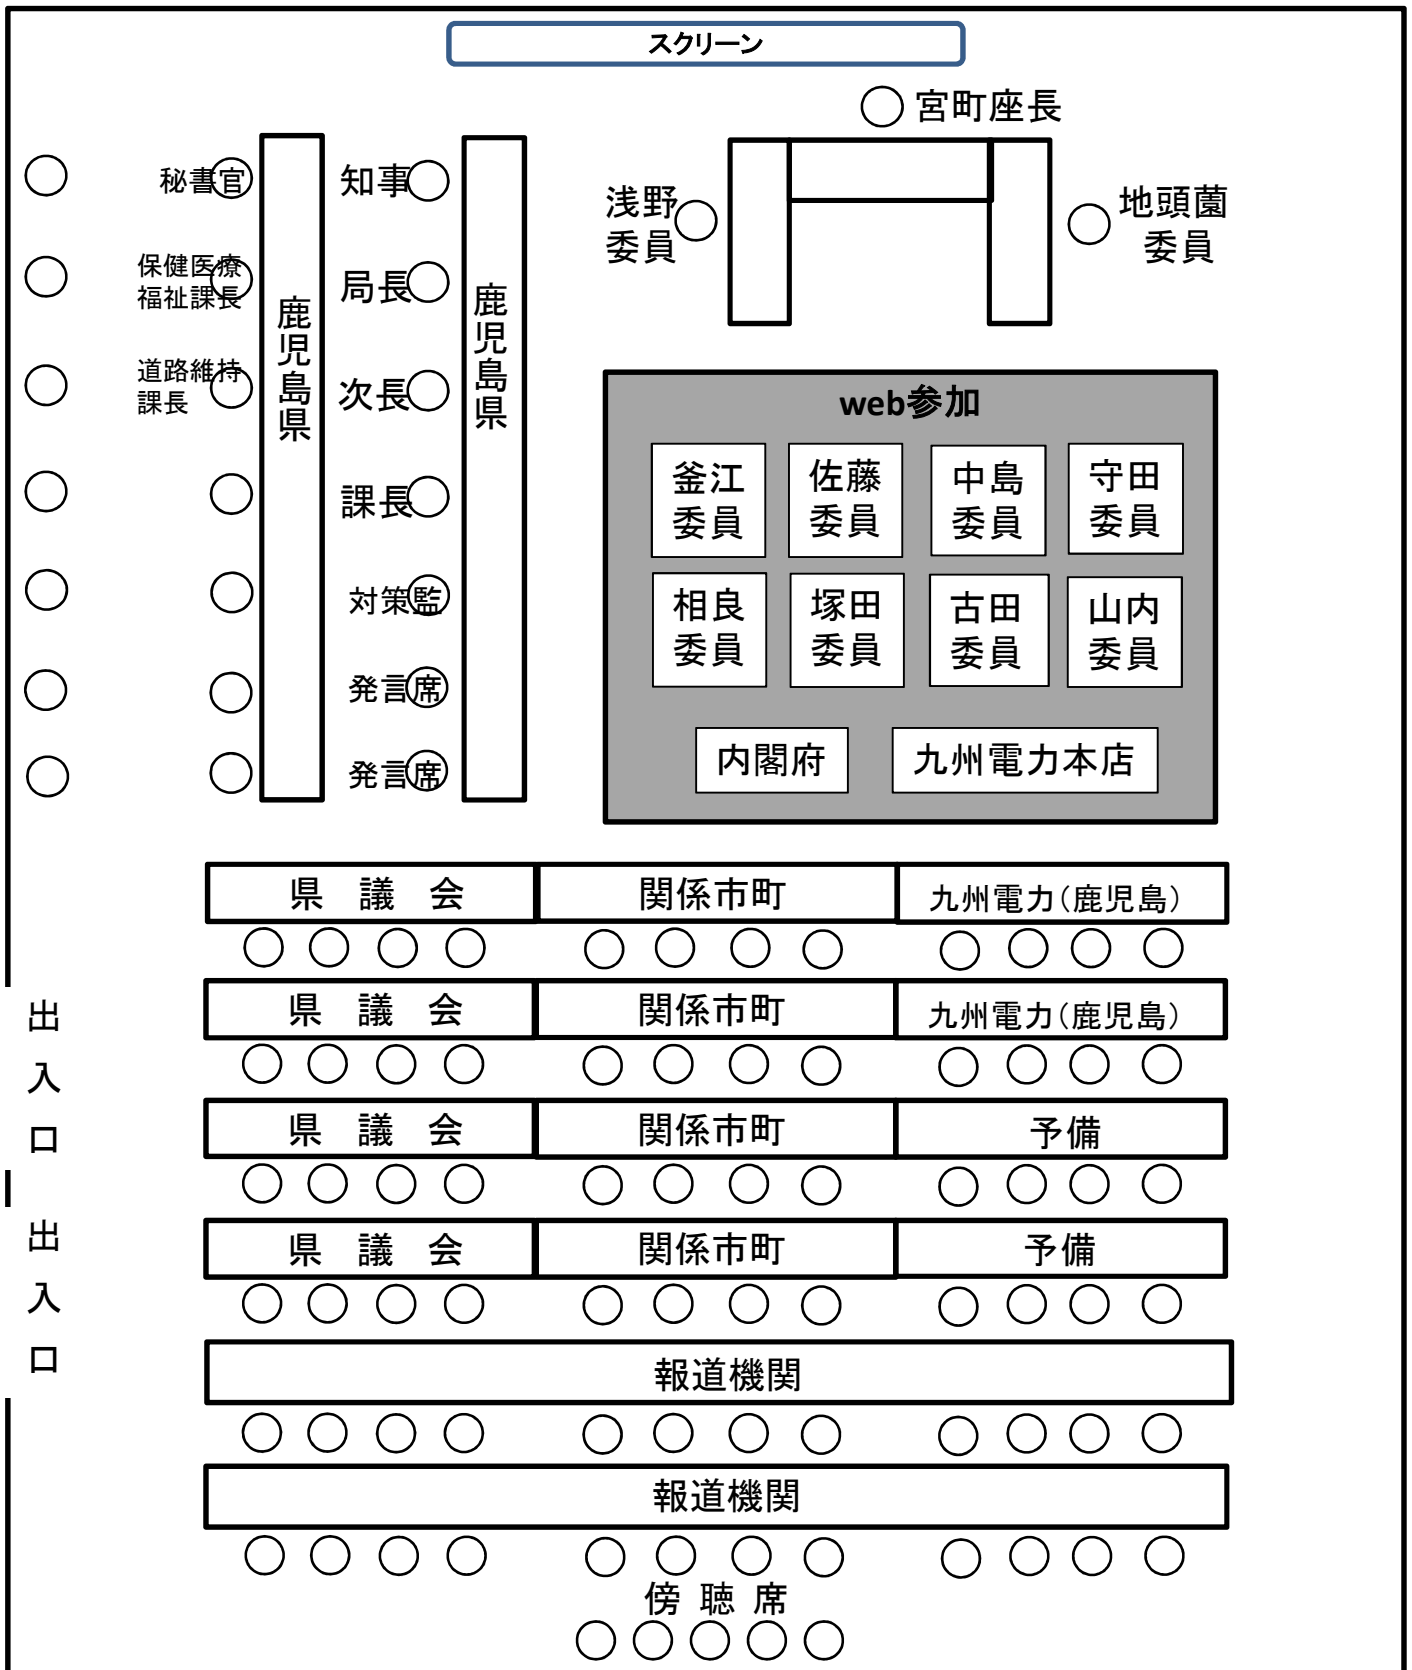 スクリーン
宮町座長
浅野
委員
地頭薗
委員
秘書官
保健医療
福祉課長
道路維持
課長
鹿児島県
知事
局長
次長
課長
対策監
発言席
発言席
鹿児島県
web参加
釜江
委員
佐藤
委員
中島
委員
守田
委員
相良
委員
塚田
委員
古田
委員
山内
委員
内閣府
九州電力本店
県 議 会
関係市町
九州電力(鹿児島)
県 議 会
関係市町
九州電力(鹿児島)
県 議 会
関係市町
予備
県 議 会
関係市町
予備
報道機関
報道機関
傍 聴 席
出入口
出入口